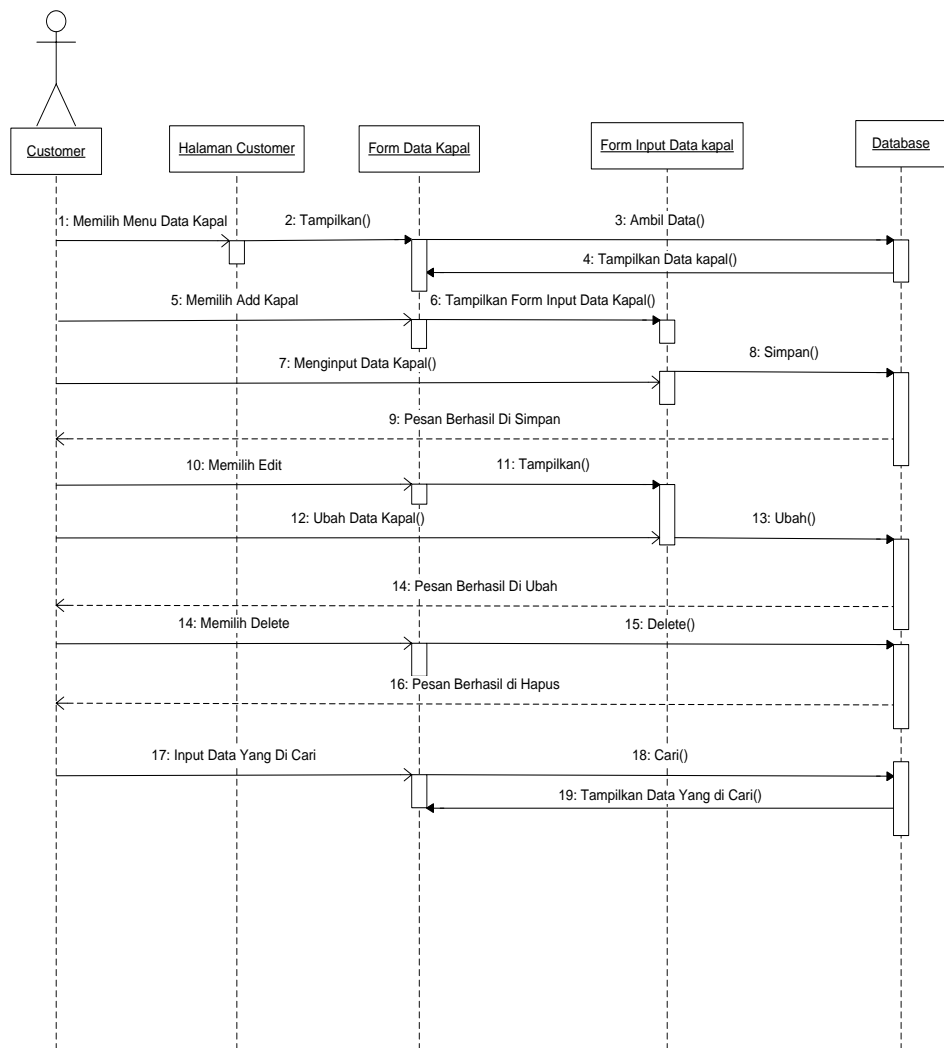 Customer
Halaman Customer
Form Data Kapal
Form Input Data kapal
Database
1: Memilih Menu Data Kapal
2: Tampilkan()
3: Ambil Data()
4: Tampilkan Data kapal()
5: Memilih Add Kapal
6: Tampilkan Form Input Data Kapal()
7: Menginput Data Kapal()
8: Simpan()
9: Pesan Berhasil Di Simpan
10: Memilih Edit
11: Tampilkan()
12: Ubah Data Kapal()
13: Ubah()
14: Pesan Berhasil Di Ubah
14: Memilih Delete
15: Delete()
16: Pesan Berhasil di Hapus
17: Input Data Yang Di Cari
18: Cari()
19: Tampilkan Data Yang di Cari()